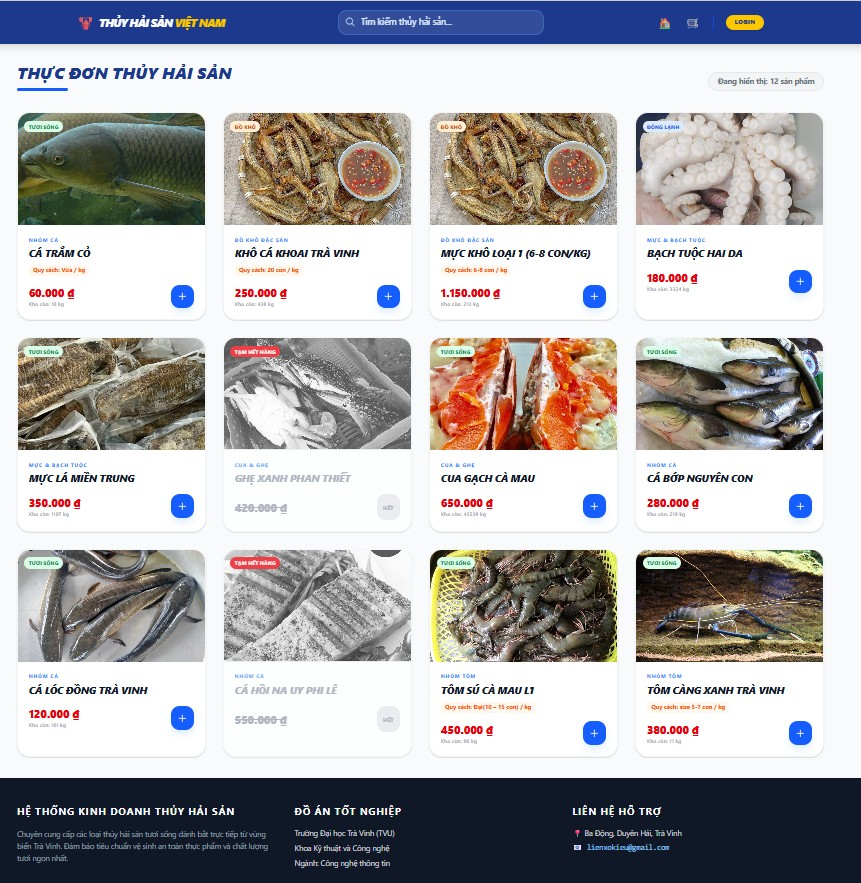 THỦY HẢI SẢN VIỆT NAM
Tìm kiếm thủy hải sản...
LOGIN
THỰC ĐƠN THỦY HẢI SẢN
Đang hiển thị: 12 sản phẩm
TƯƠI SỐNG
NHÓM CÁ
CÁ TRẮM CỎ
Quy cách: Vừa / kg
60.000 ₫
Kho còn: 10 kg
ĐỒ KHÔ
ĐỒ KHÔ ĐẶC SẢN
KHÔ CÁ KHOAI TRÀ VINH
Quy cách: 20 con / kg
250.000 ₫
Kho còn: 438 kg
ĐỒ KHÔ
ĐỒ KHÔ ĐẶC SẢN
MỰC KHÔ LOẠI 1 (6-8 CON/KG)
Quy cách: 6-8 con / kg
1.150.000 ₫
Kho còn: 213 kg
ĐÔNG LẠNH
MỰC & BẠCH TUỘC
BẠCH TUỘC HAI DA
180.000 ₫
Kho còn: 3324 kg
TƯƠI SỐNG
MỰC & BẠCH TUỘC
MỰC LÁ MIỀN TRUNG
350.000 ₫
Kho còn: 1107 kg
TẠM HẾT HÀNG
CUA & GHẸ
GHẸ XANH PHAN THIẾT
420.000 ₫
HẾT
TƯƠI SỐNG
CUA & GHẸ
CUA GẠCH CÀ MAU
650.000 ₫
Kho còn: kg
TƯƠI SỐNG
NHÓM CÁ
CÁ BỚP NGUYÊN CON
280.000 ₫
Kho còn: 219 kg
TƯƠI SỐNG
NHÓM CÁ
CÁ LÓC ĐỒNG TRÀ VINH
120.000 ₫
Kho còn: 101 kg
TẠM HẾT HÀNG
NHÓM CÁ
CÁ HỒI NA UY PHI LÊ
550.000 ₫
HẾT
TƯƠI SỐNG
NHÓM TÔM
TÔM SÚ CÀ MAU L1
Quy cách: Đại(10 – 15 con) / kg
450.000 ₫
Kho còn: kg
TƯƠI SỐNG
NHÓM TÔM
TÔM CÀNG XANH TRÀ VINH
Quy cách: size 5-7 con / kg
380.000 ₫
Kho còn: 11 kg
HỆ THỐNG KINH DOANH THỦY HẢI SẢN
Chuyên cung cấp các loại thủy hải sản tươi sống đánh bắt trực tiếp từ vùng
biển Trà Vinh. Đảm bảo tiêu chuẩn vệ sinh an toàn thực phẩm và chất lượng
tươi ngon nhất.
ĐỒ ÁN TỐT NGHIỆP
Trường Đại học Trà Vinh (TVU)
Khoa Kỹ thuật và Công nghệ
Ngành: Công nghệ thông tin
LIÊN HỆ HỖ TRỢ
Ba Động, Duyên Hải, Trà Vinh
lienxokieu@gmail.com